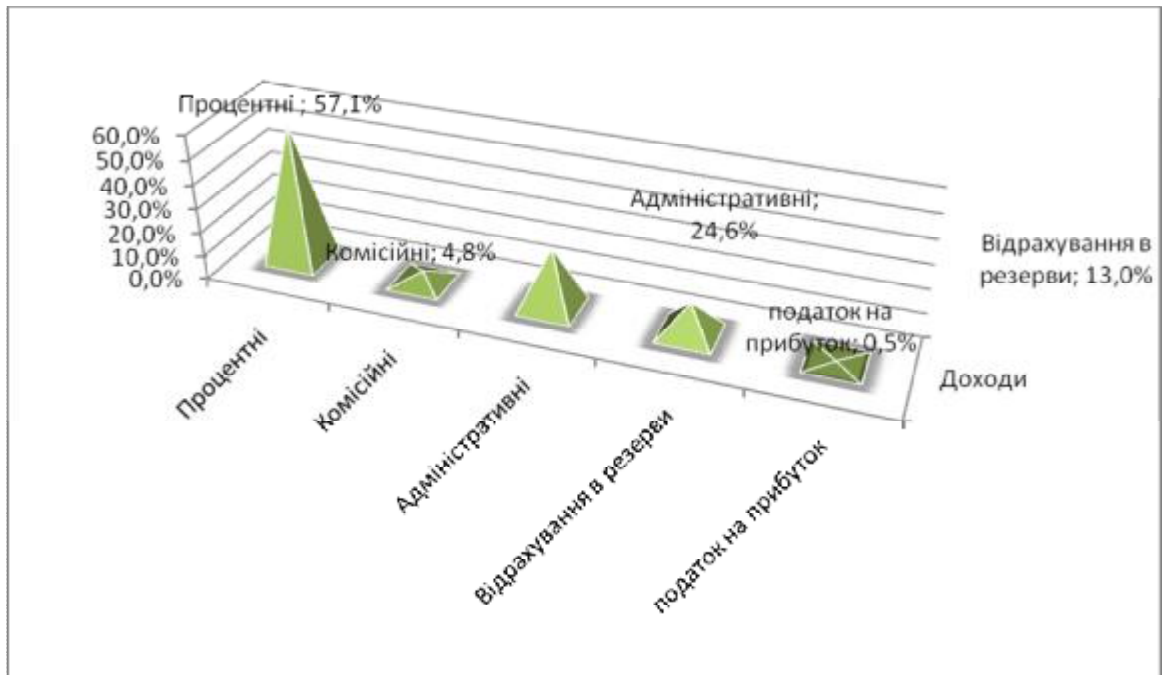 Процентні ; 57,1%
60,0%
50,0%
40,0%
30,0%
20,0%
10,0%
0,0%
Комісійні; 4,8%
Адміністративні;
24,6%
Відрахування в
резерви; 13,0%
податок на
прибуток; 0,5%
Доходи
Процентні
Комісійні
Адміністративні
Відрахування в резерви
податок на прибуток